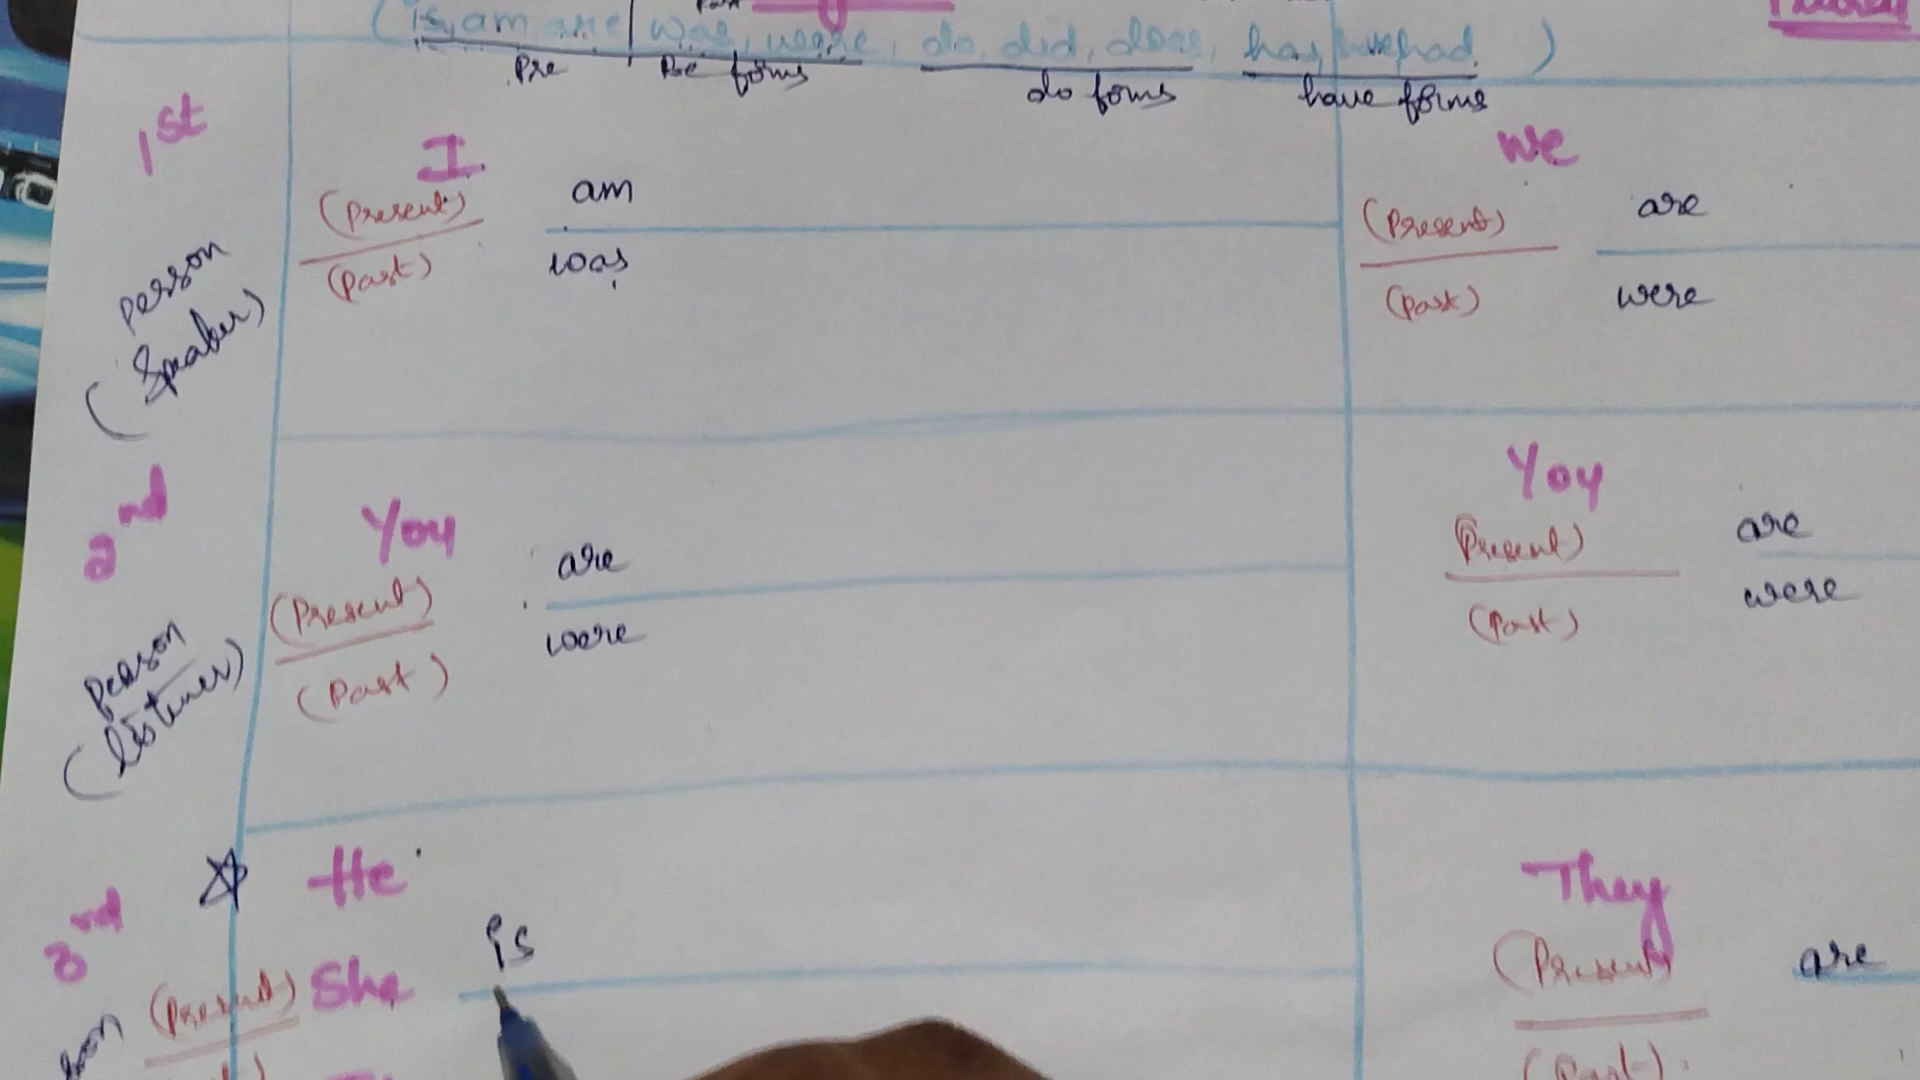 (is, am are | was, were, do, did, does, has, have, had)
Pre Be forms do forms have forms
1st person (Speaker)
I
(Present) am
(Past) was
We
(Present) are
(Past) were
2nd person (listener)
You
(Present) are
(Past) were
You
(Present) are
(Past) were
3rd
He
(Present) She is
They
(Present) are
(Past)